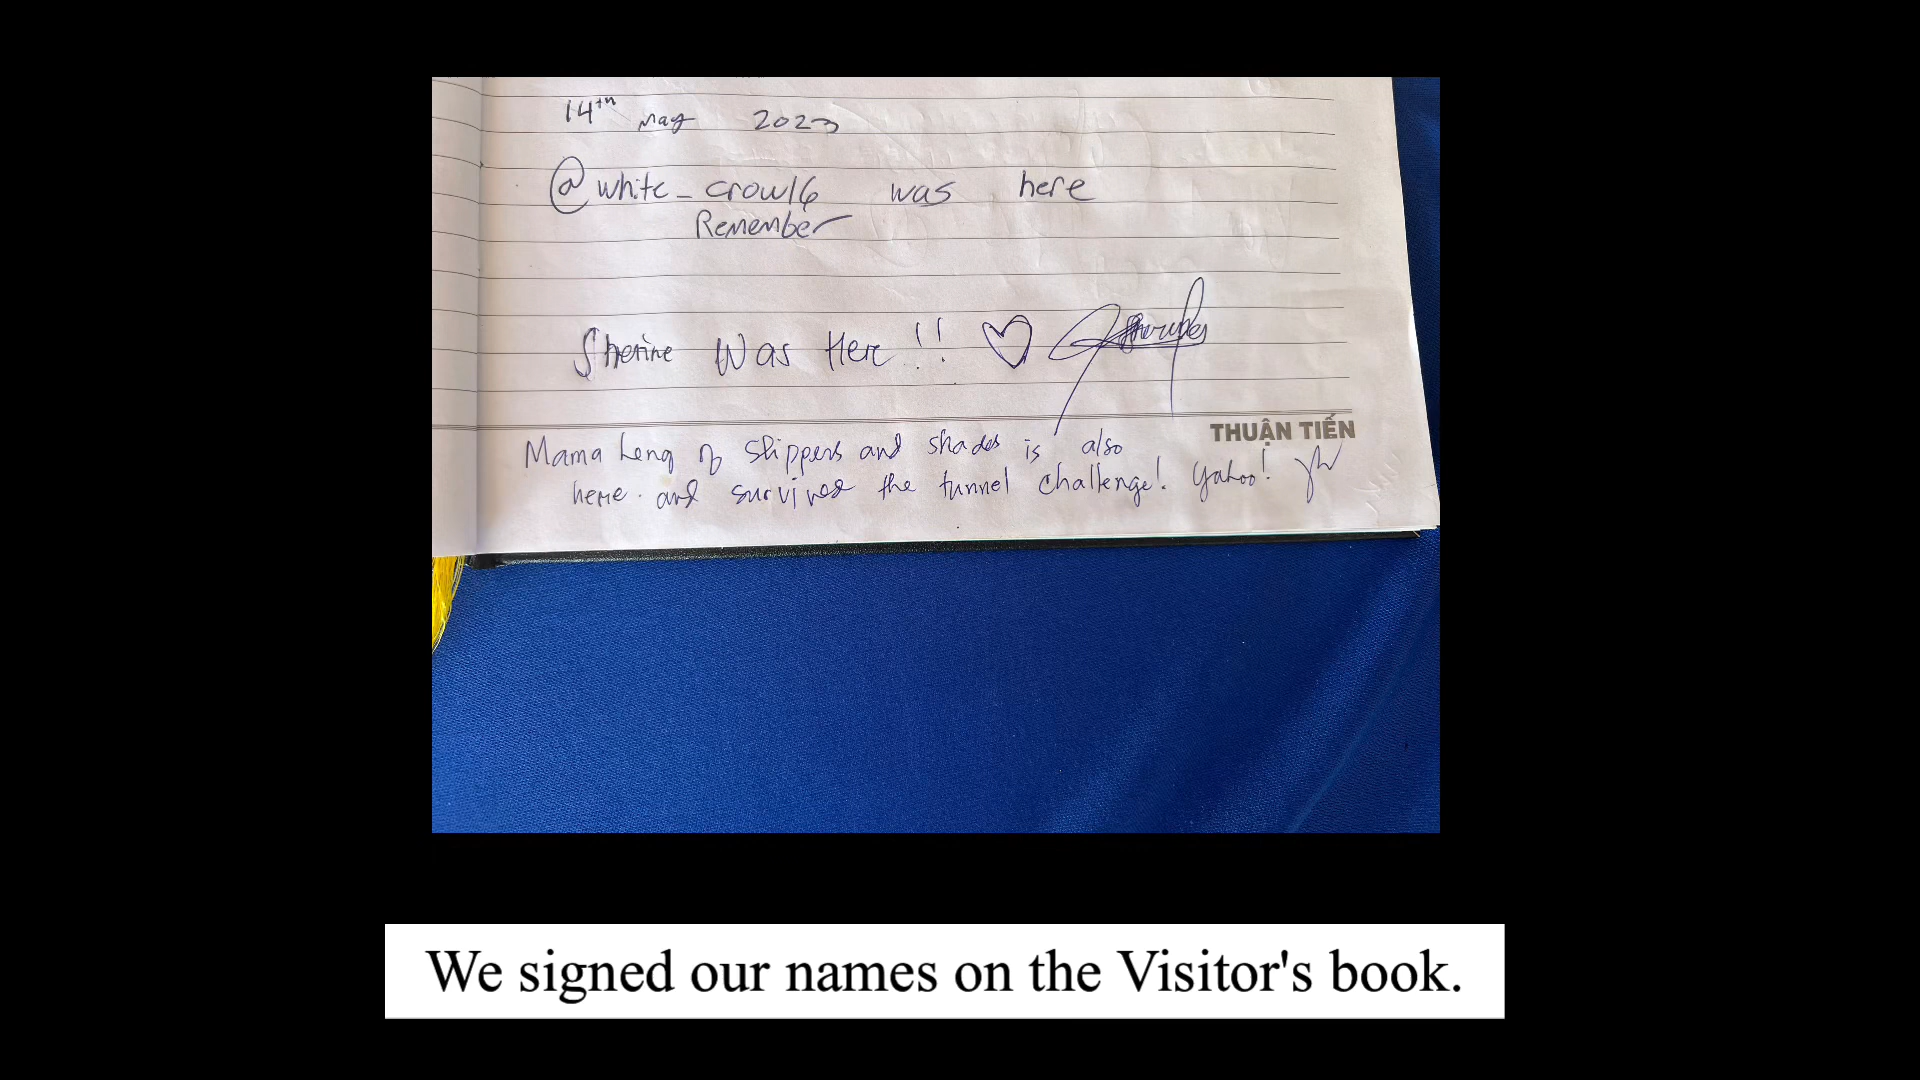 14th May 2023
@white_crow16 was here
Remember
Sherine Was Here !!
THUẬN TIẾN
Mama Leng of slippers and shades is also
here. and survived the tunnel challenge! Yahoo!
We signed our names on the Visitor's book.